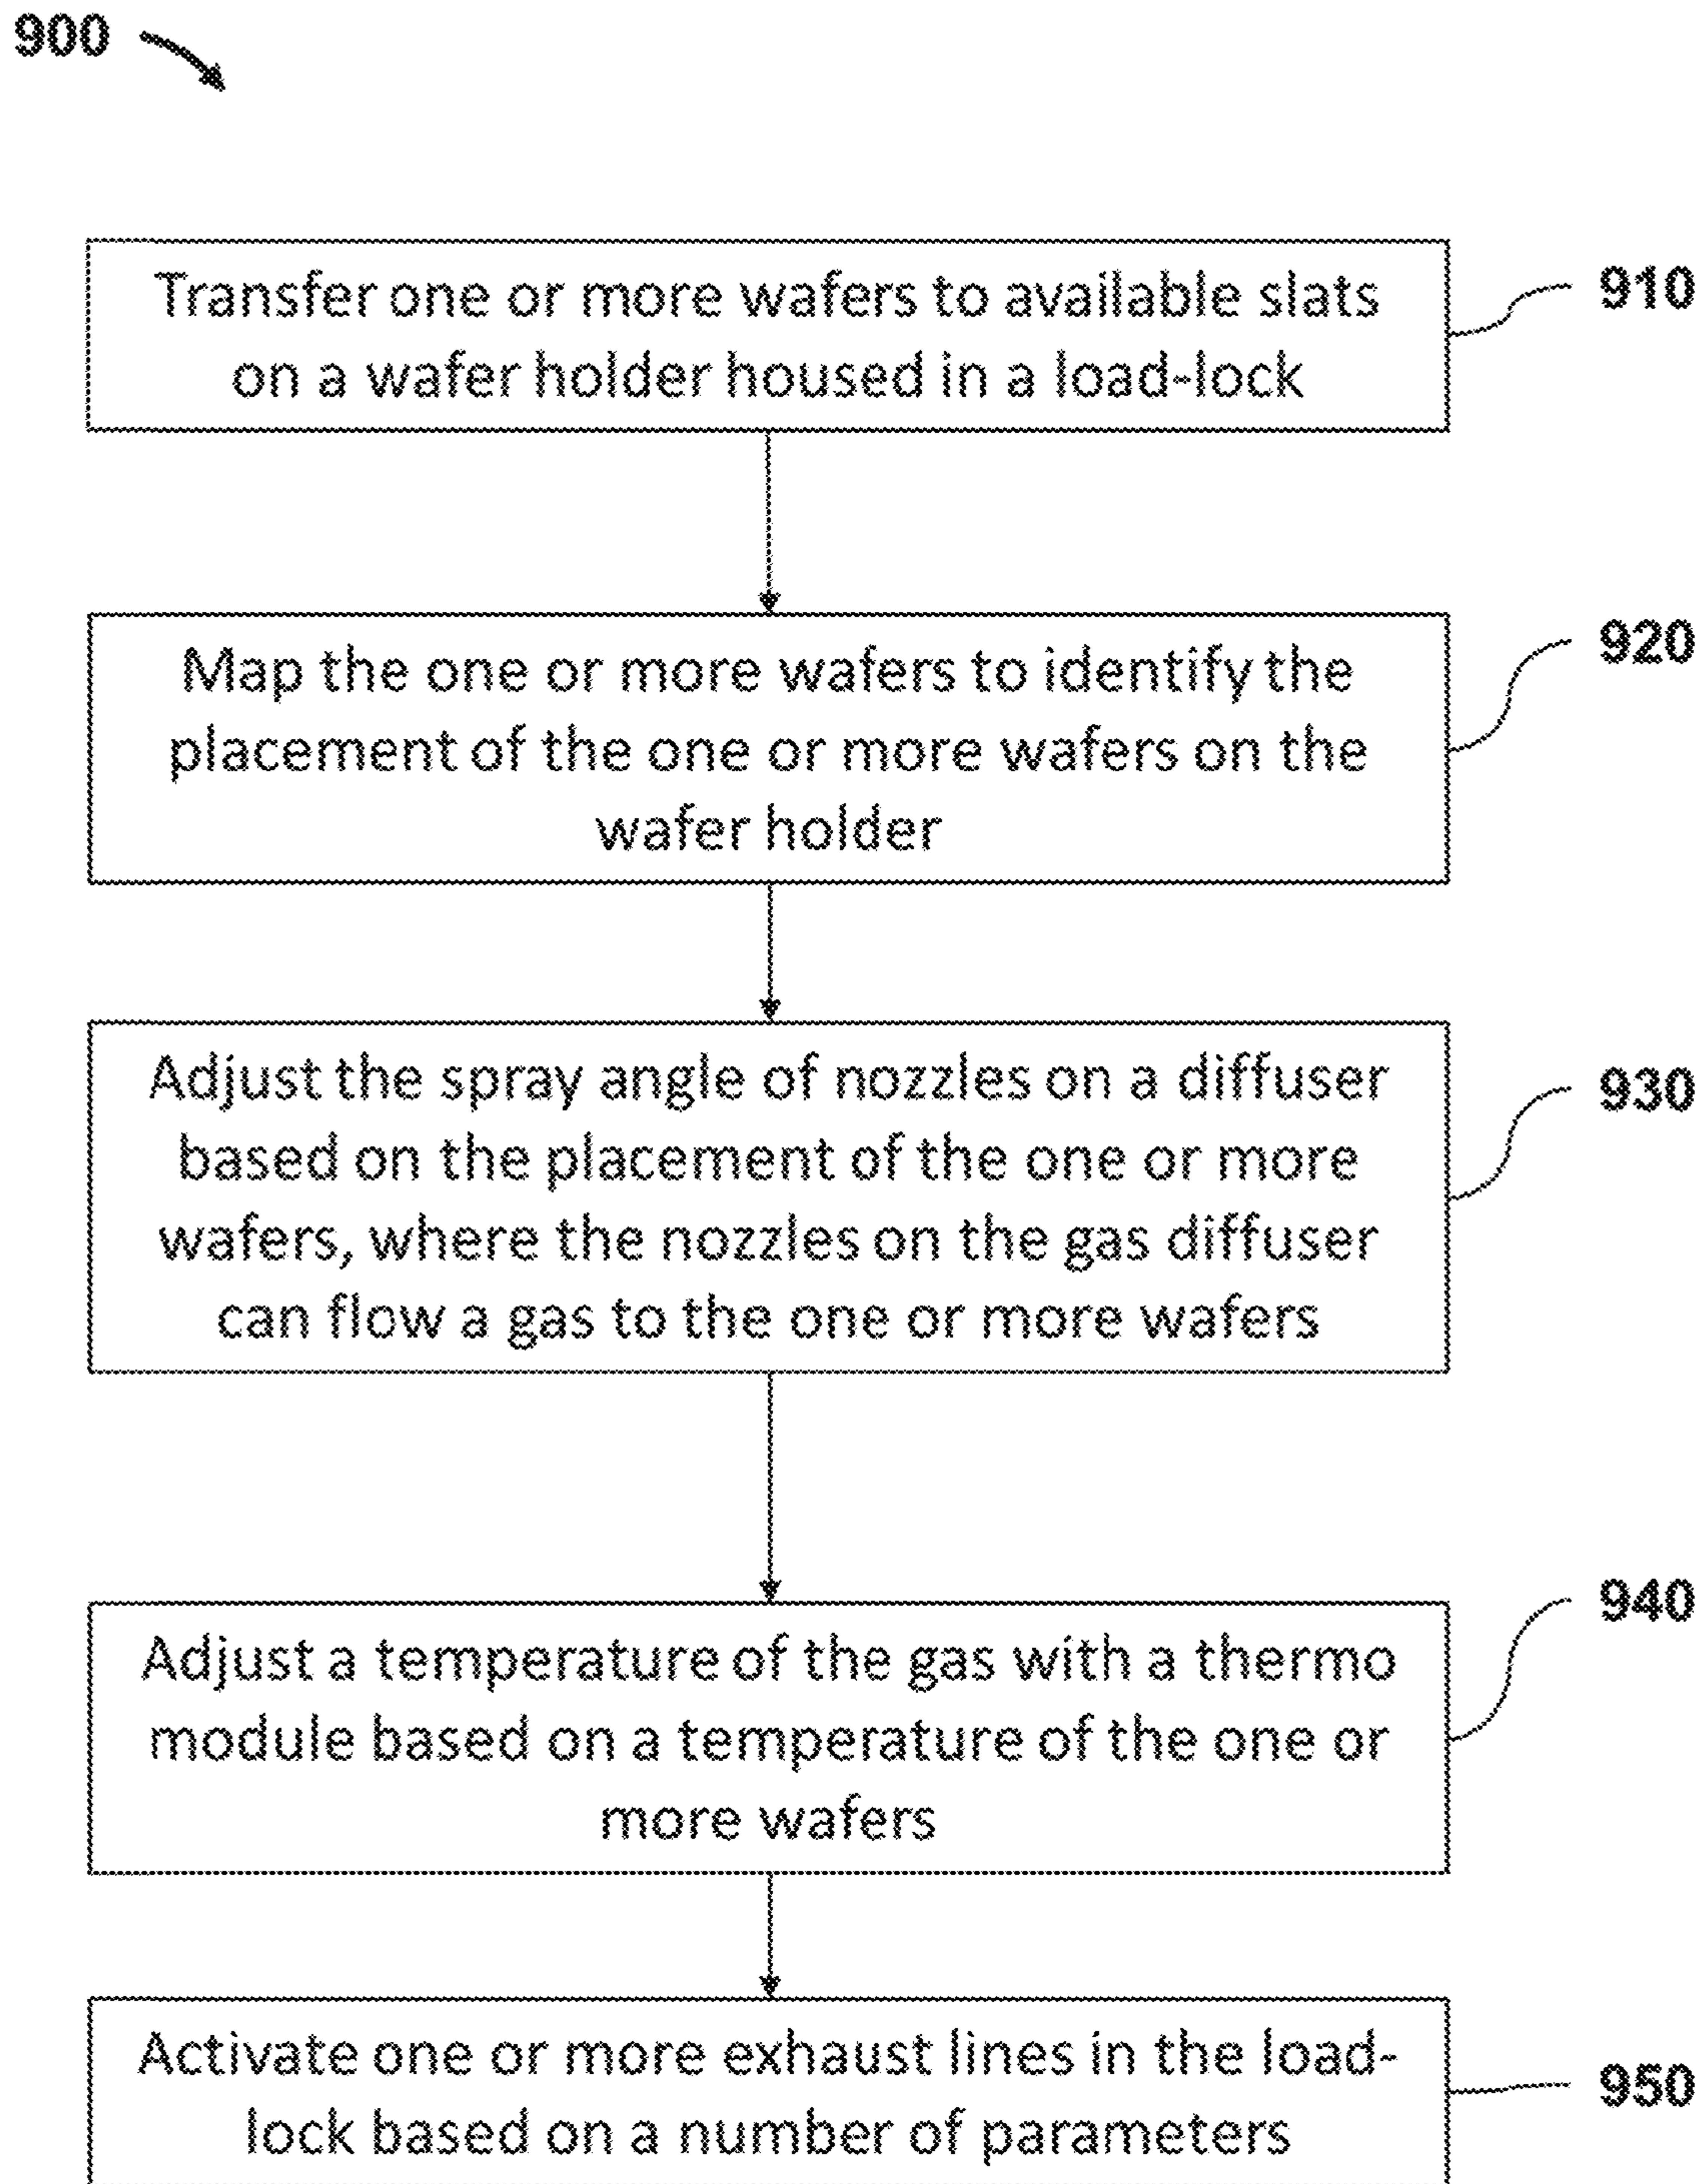 900
Transfer one or more wafers to available slats
on a wafer holder housed in a load-lock
910
Map the one or more wafers to identify the
placement of the one or more wafers on the
wafer holder
920
Adjust the spray angle of nozzles on a diffuser
based on the placement of the one or more
wafers, where the nozzles on the gas diffuser
can flow a gas to the one or more wafers
930
Adjust a temperature of the gas with a thermo
module based on a temperature of the one or
more wafers
940
Activate one or more exhaust lines in the load-
lock based on a number of parameters
950